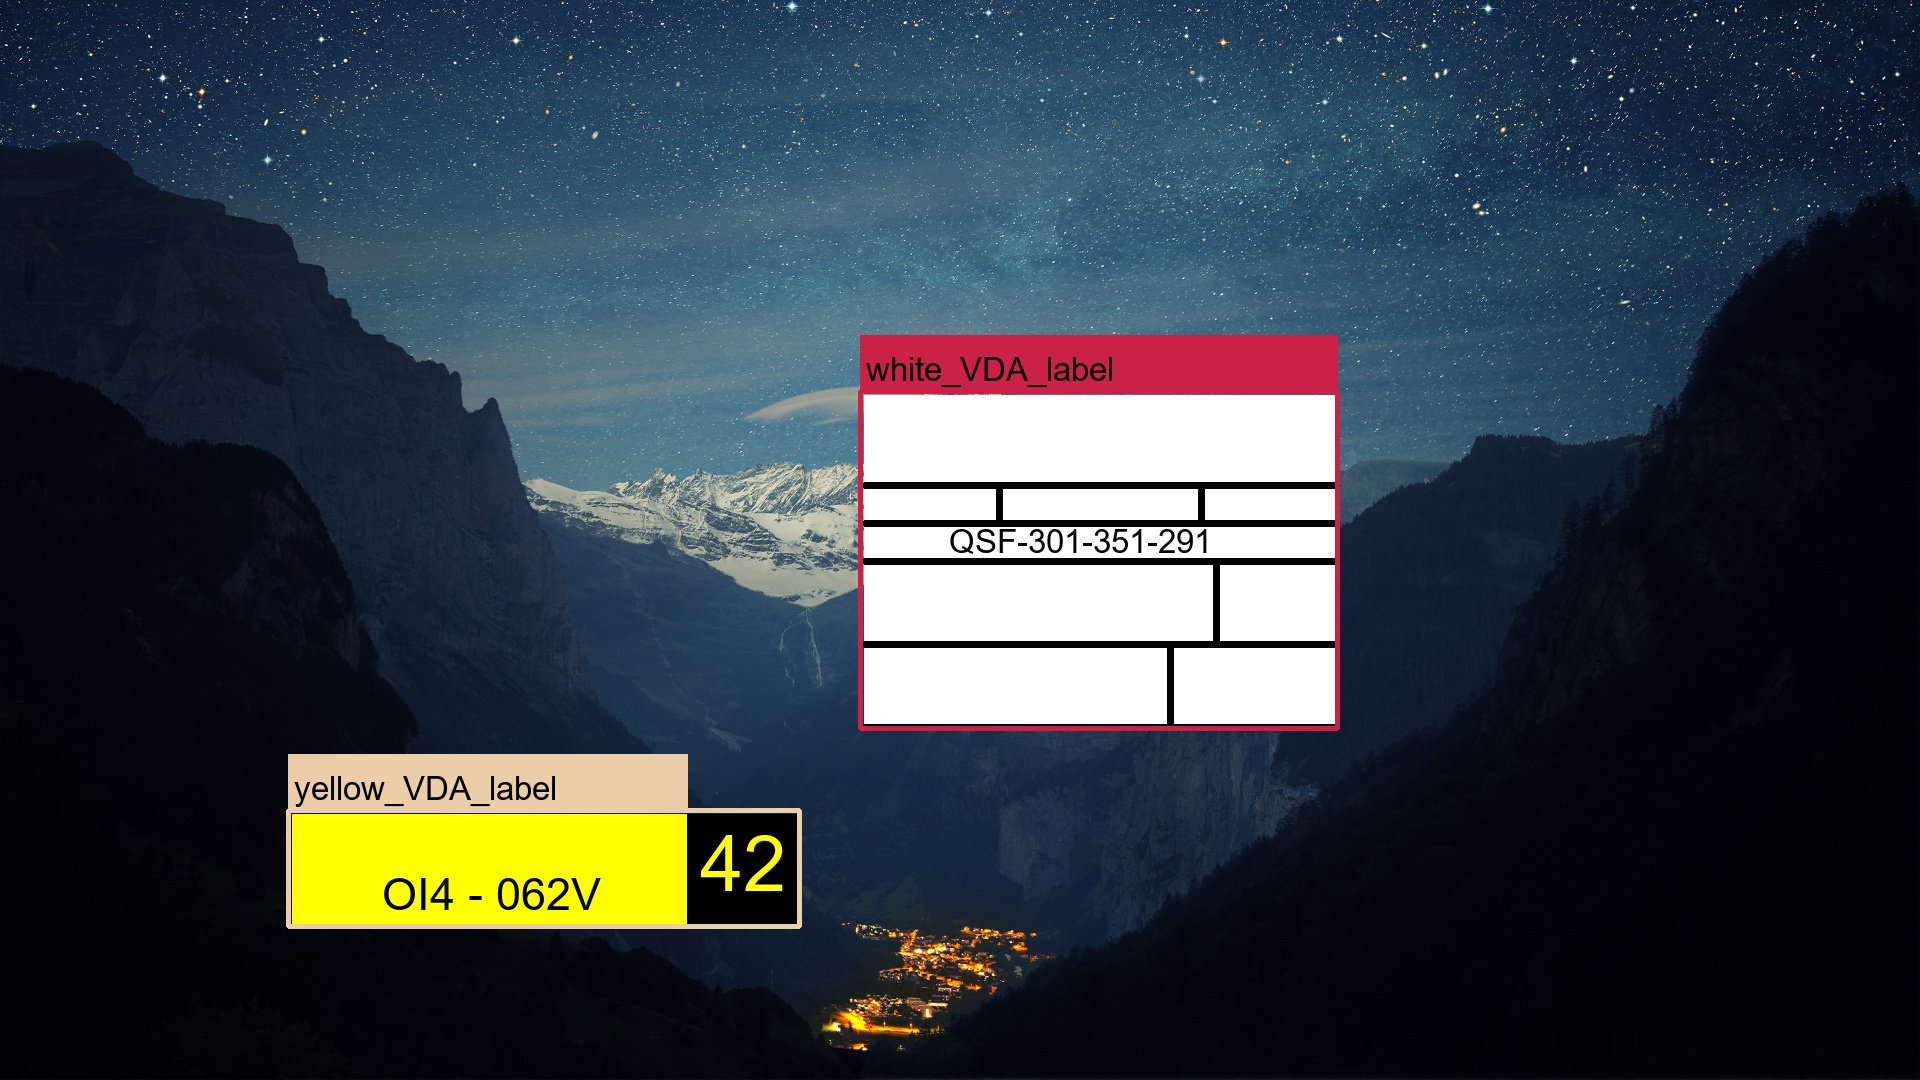 white_VDA_label
QSF-301-351-291
yellow_VDA_label
OI4 - 062V
42